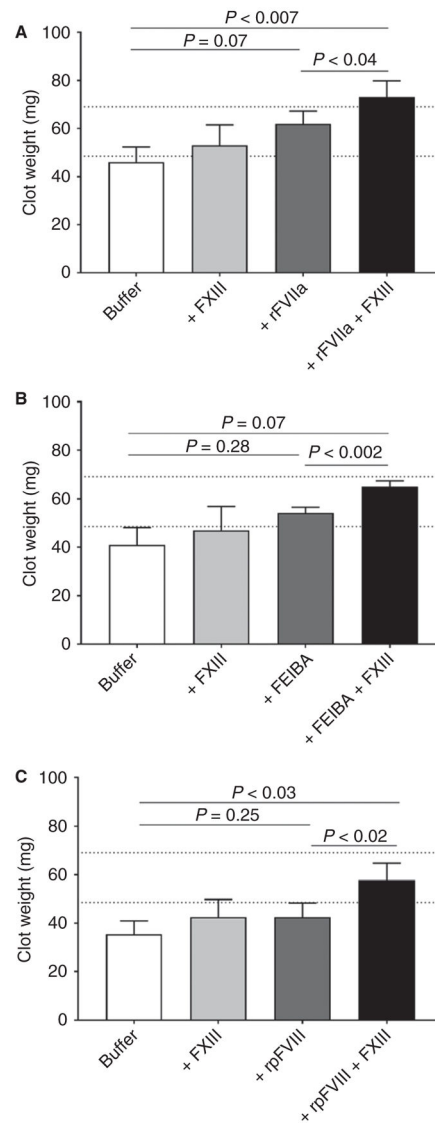 A
P < 0.007
P = 0.07
P < 0.04
100
80
60
40
20
0
Clot weight (mg)
Buffer
+ FXIII
+ rFVIIa
+ rFVIIa + FXIII
B
P = 0.07
P = 0.28
P < 0.002
100
80
60
40
20
0
Clot weight (mg)
Buffer
+ FXIII
+ FEIBA
+ FEIBA + FXIII
C
P < 0.03
P = 0.25
P < 0.02
100
80
60
40
20
0
Clot weight (mg)
Buffer
+ FXIII
+ rpFVIII
+ rpFVIII + FXIII